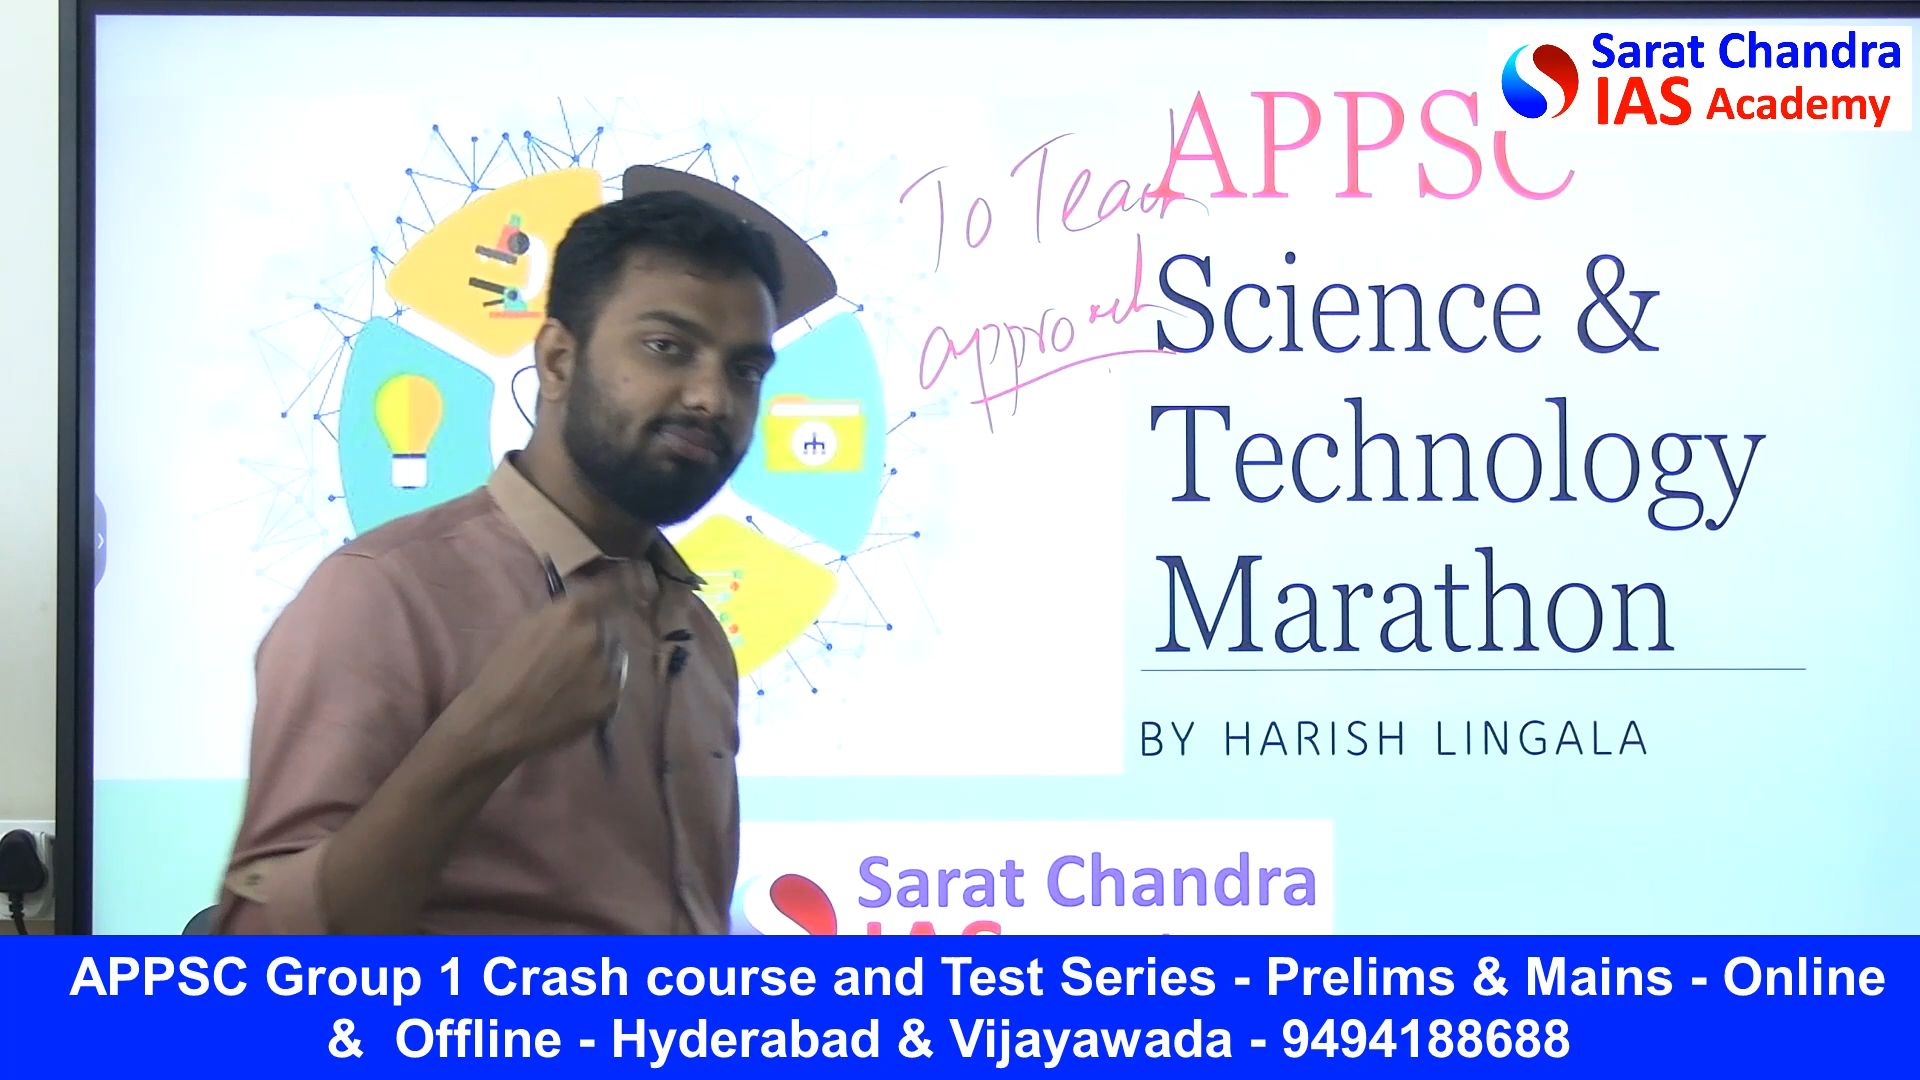 Sarat Chandra
IAS Academy
APPSC
To Teach
approach
Science &
Technology
Marathon
BY HARISH LINGALA
Sarat Chandra
IAS
APPSC Group 1 Crash course and Test Series - Prelims & Mains - Online
& Offline - Hyderabad & Vijayawada - 9494188688